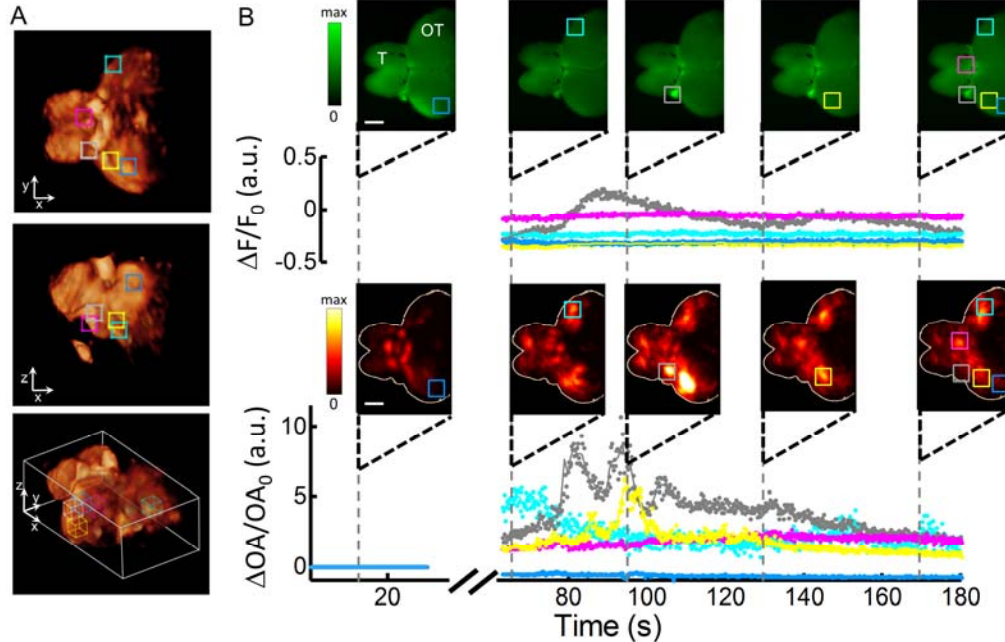 A
B
max
0
OT
T
y
x
0.5
0
-0.5
ΔF/F0 (a.u.)
z
x
max
0
10
5
0
ΔOA/OA0 (a.u.)
z
y
x
20
80
100
120
140
160
180
Time (s)